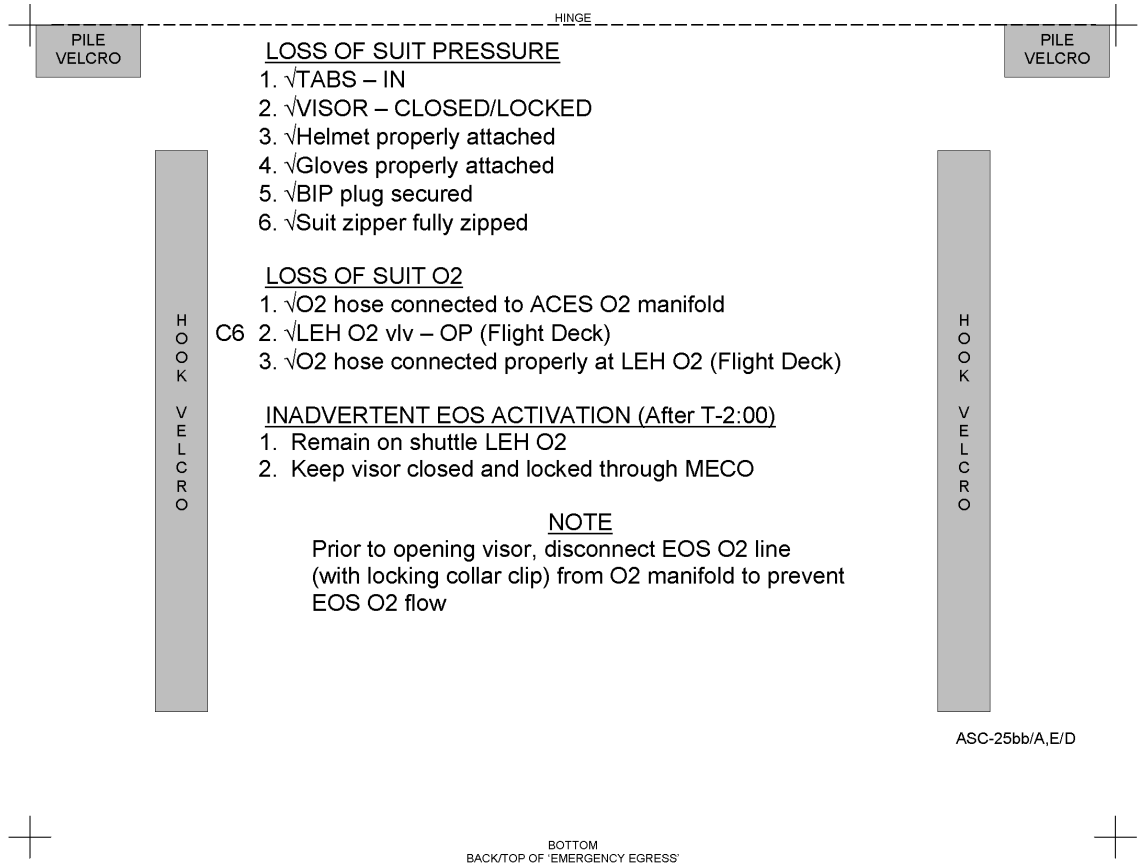 HINGE
PILE
VELCRO
PILE
VELCRO
LOSS OF SUIT PRESSURE
1. √TABS – IN
2. √VISOR – CLOSED/LOCKED
3. √Helmet properly attached
4. √Gloves properly attached
5. √BIP plug secured
6. √Suit zipper fully zipped
LOSS OF SUIT O2
1. √O2 hose connected to ACES O2 manifold
C6 2. √LEH O2 vlv – OP (Flight Deck)
3. √O2 hose connected properly at LEH O2 (Flight Deck)
INADVERTENT EOS ACTIVATION (After T-2:00)
1. Remain on shuttle LEH O2
2. Keep visor closed and locked through MECO
NOTE
Prior to opening visor, disconnect EOS O2 line
(with locking collar clip) from O2 manifold to prevent
EOS O2 flow
H
O
O
K
V
E
L
C
R
O
H
O
O
K
V
E
L
C
R
O
ASC-25bb/A,E/D
BOTTOM
BACK/TOP OF ‘EMERGENCY EGRESS’